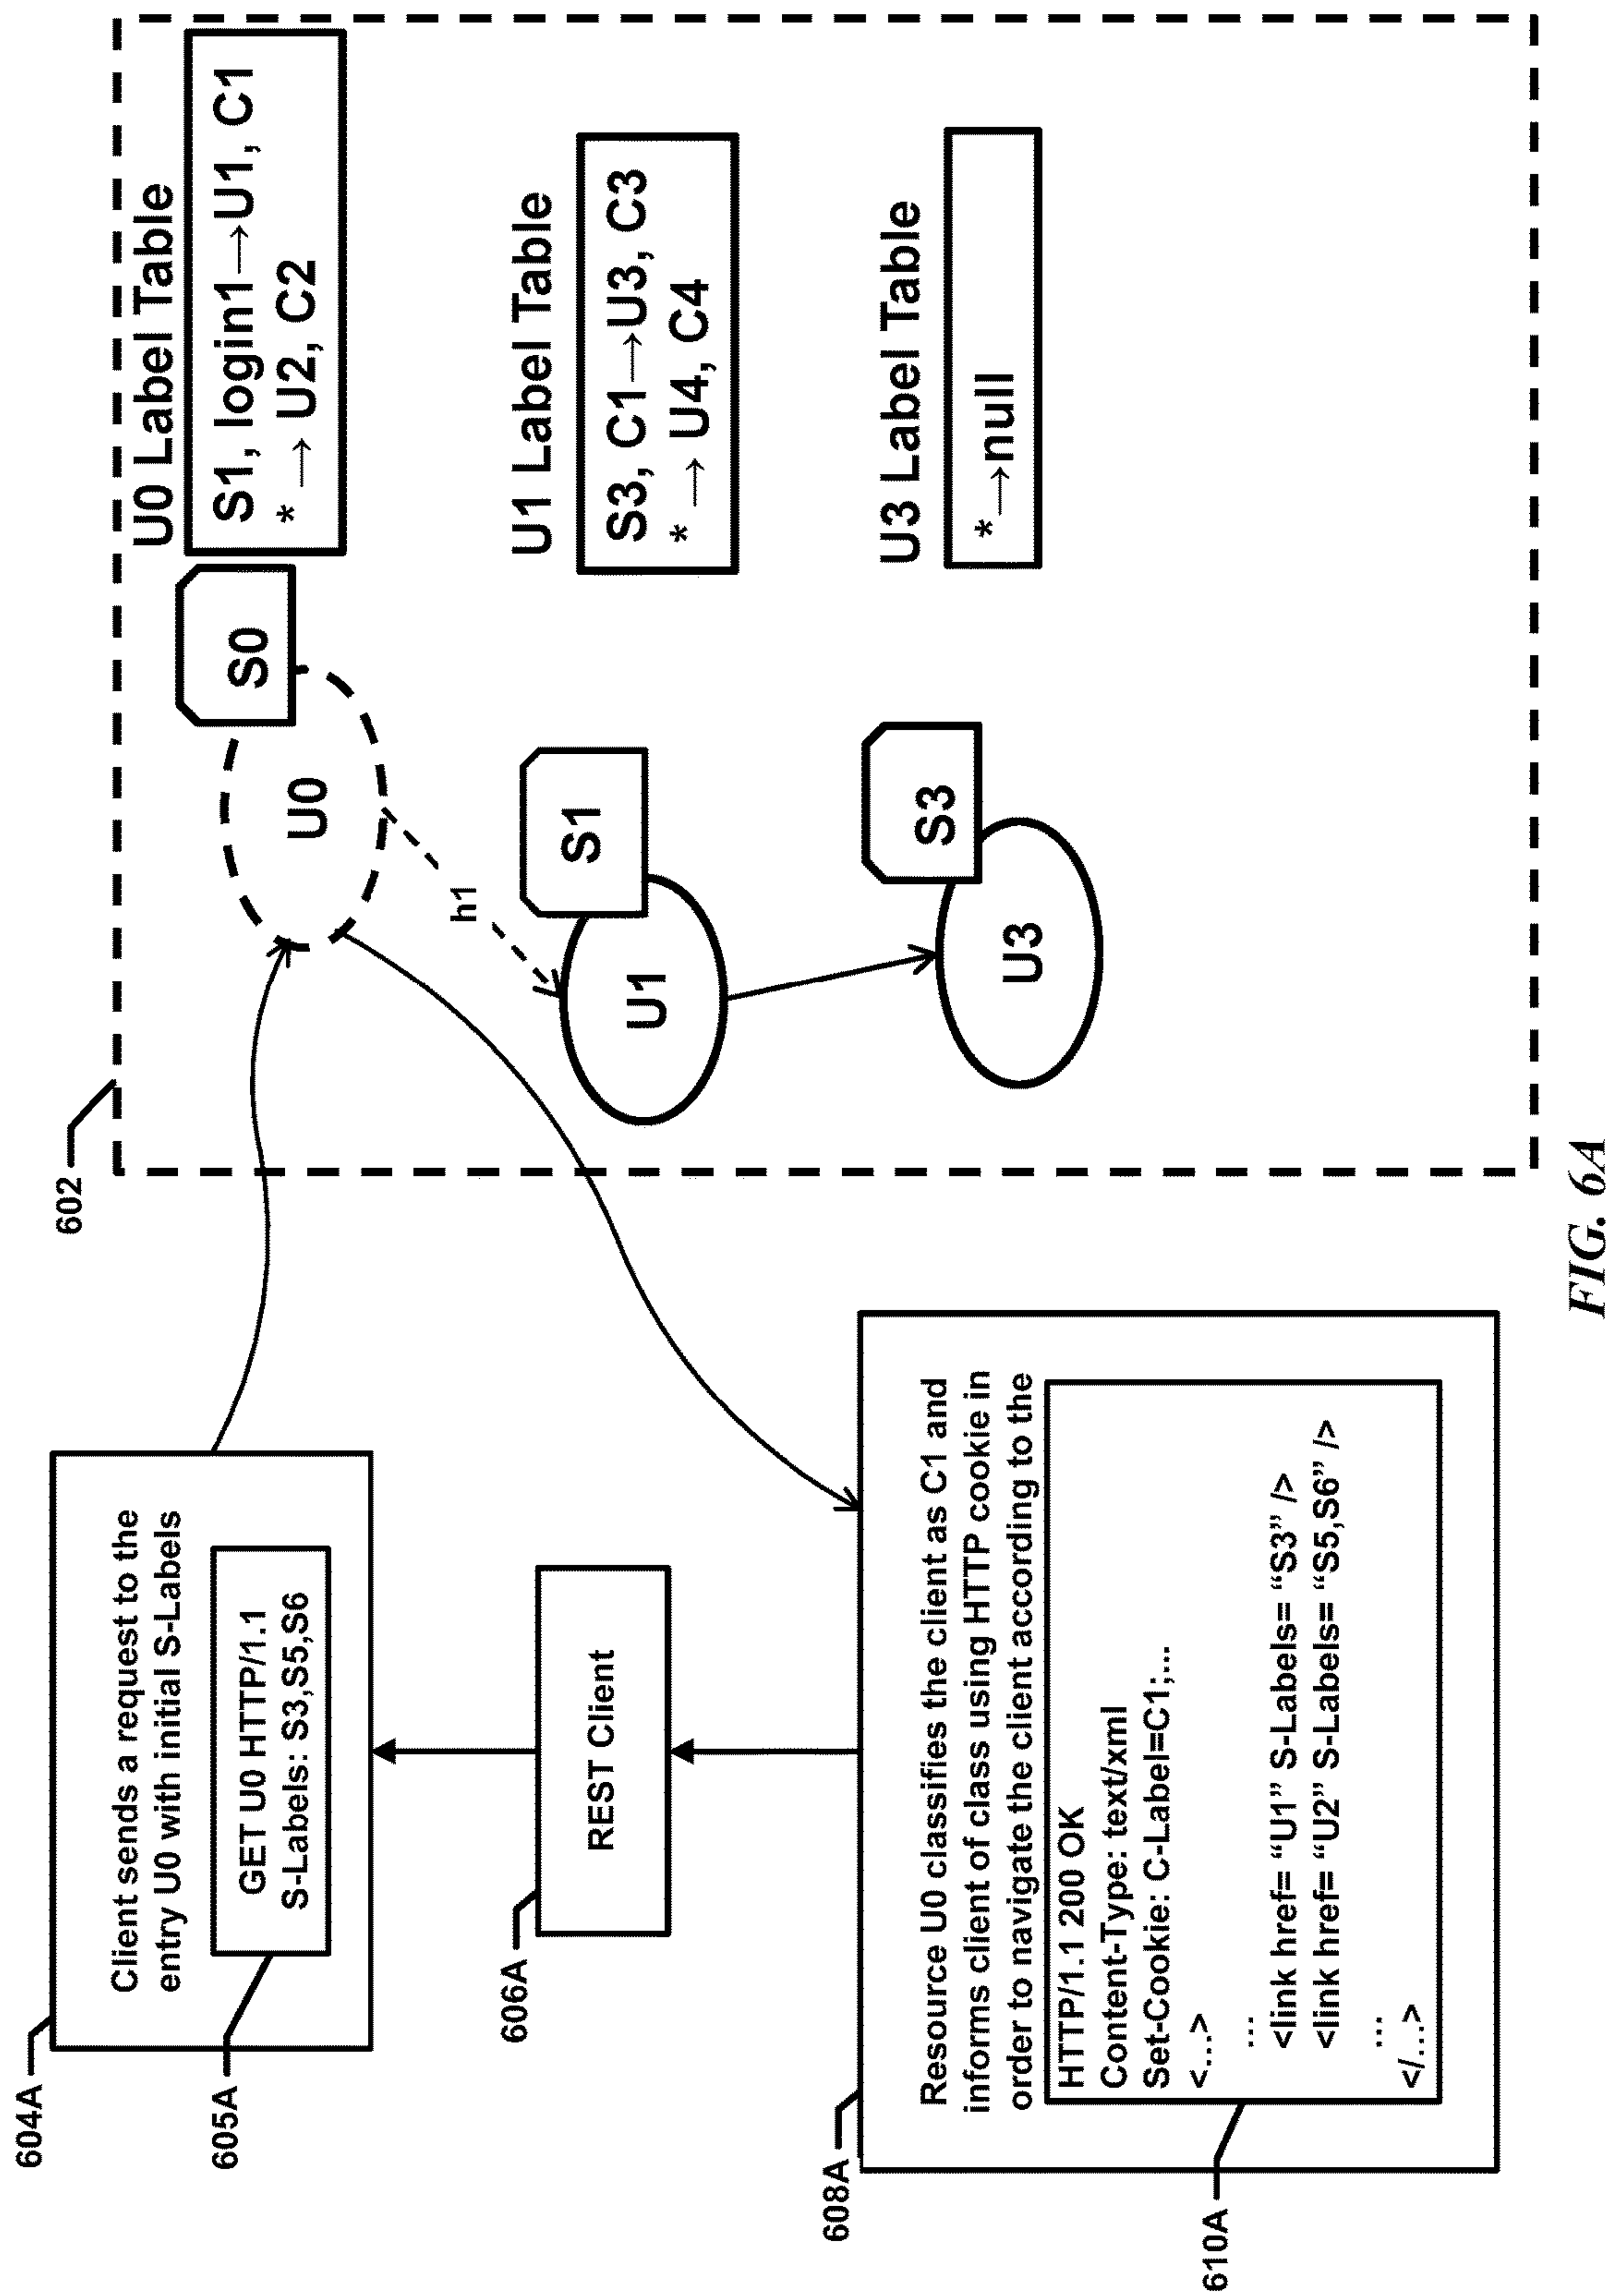 604A
Client sends a request to the
entry U0 with initial S-Labels
605A
GET U0 HTTP/1.1
S-Labels: S3,S5,S6
606A
REST Client
608A
Resource U0 classifies the client as C1 and
informs client of class using HTTP cookie in
order to navigate the client according to the
610A
HTTP/1.1 200 OK
Content-Type: text/xml
Set-Cookie: C-Label=C1;...
<...>
...
<link href= “U1” S-Labels= “S3” />
<link href= “U2” S-Labels= “S5,S6” />
...
</...>
602
U0
S0
U0 Label Table
S1, login1→U1, C1
* → U2, C2
h1
U1
S1
U1 Label Table
S3, C1→U3, C3
* → U4, C4
U3
S3
U3 Label Table
*→null
FIG. 6A